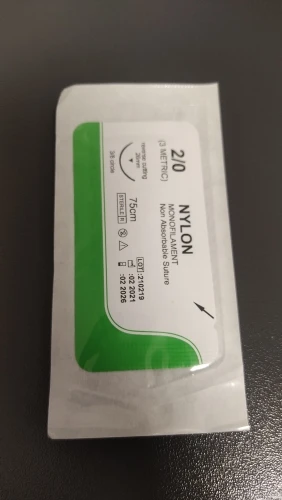 2/0
(3 METRIC)
NYLON
MONOFILAMENT
Non Absorbable Suture
reverse cutting
26mm
3/8 circle
75cm
STERILE R
LOT :210219
:02 2021
:02 2026